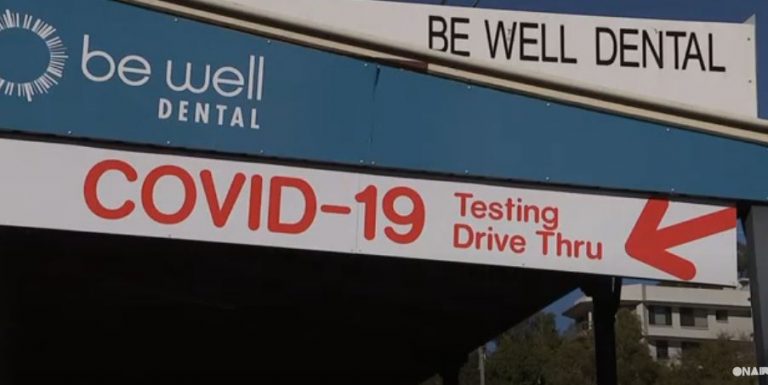 BE WELL DENTAL
be well
DENTAL
COVID-19
Testing
Drive Thru